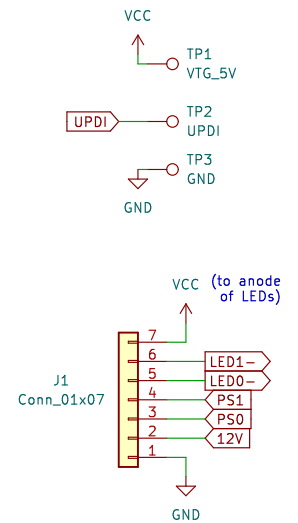 VCC
TP1
VTG_5V
UPDI
TP2
UPDI
TP3
GND
GND
VCC
(to anode
of LEDs)
J1
Conn_01x07
7
6
LED1-
5
LED0-
4
PS1
3
PS0
2
12V
1
GND